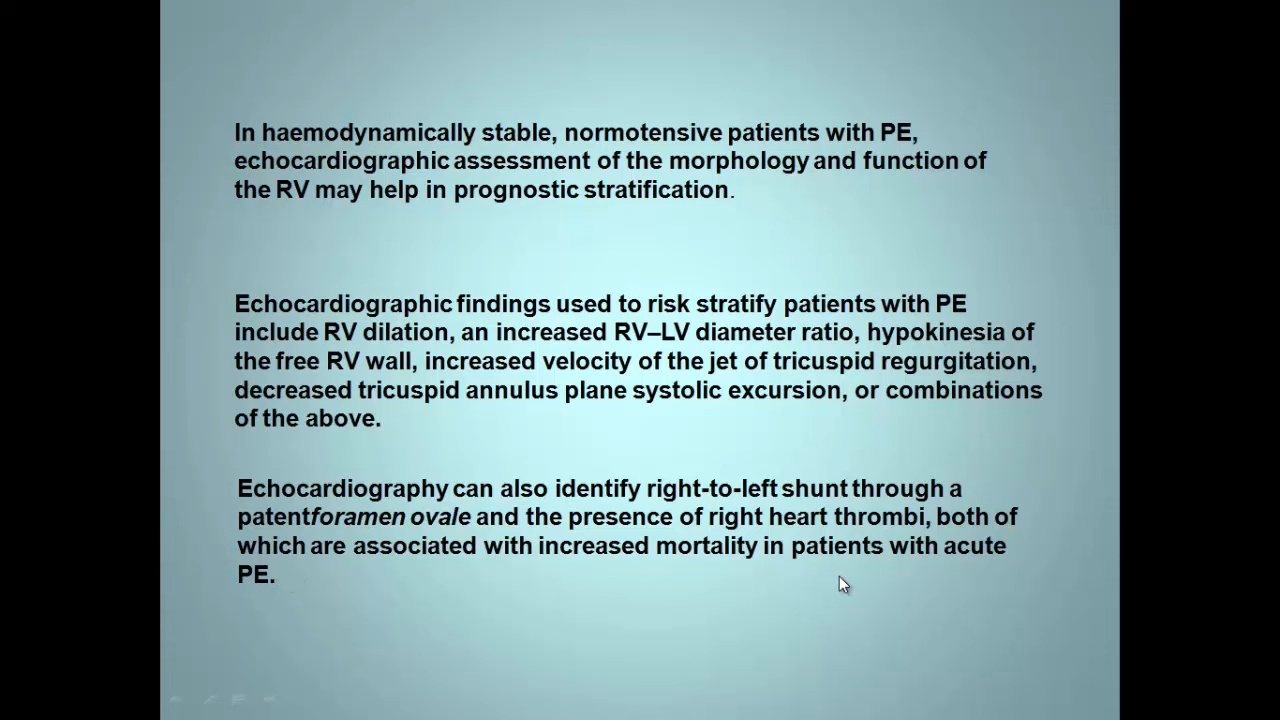 In haemodynamically stable, normotensive patients with PE,
echocardiographic assessment of the morphology and function of
the RV may help in prognostic stratification.
Echocardiographic findings used to risk stratify patients with PE
include RV dilation, an increased RV–LV diameter ratio, hypokinesia of
the free RV wall, increased velocity of the jet of tricuspid regurgitation,
decreased tricuspid annulus plane systolic excursion, or combinations
of the above.
Echocardiography can also identify right-to-left shunt through a
patentforamen ovale and the presence of right heart thrombi, both of
which are associated with increased mortality in patients with acute
PE.